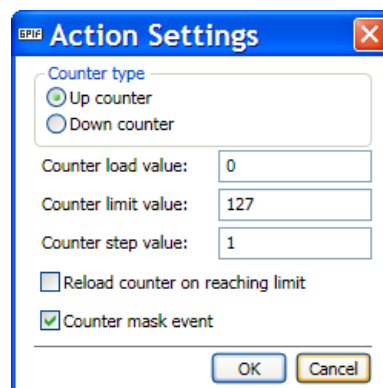 GPIF Action Settings
Counter type
Up counter
Down counter
Counter load value: 0
Counter limit value: 127
Counter step value: 1
Reload counter on reaching limit
Counter mask event
OK Cancel